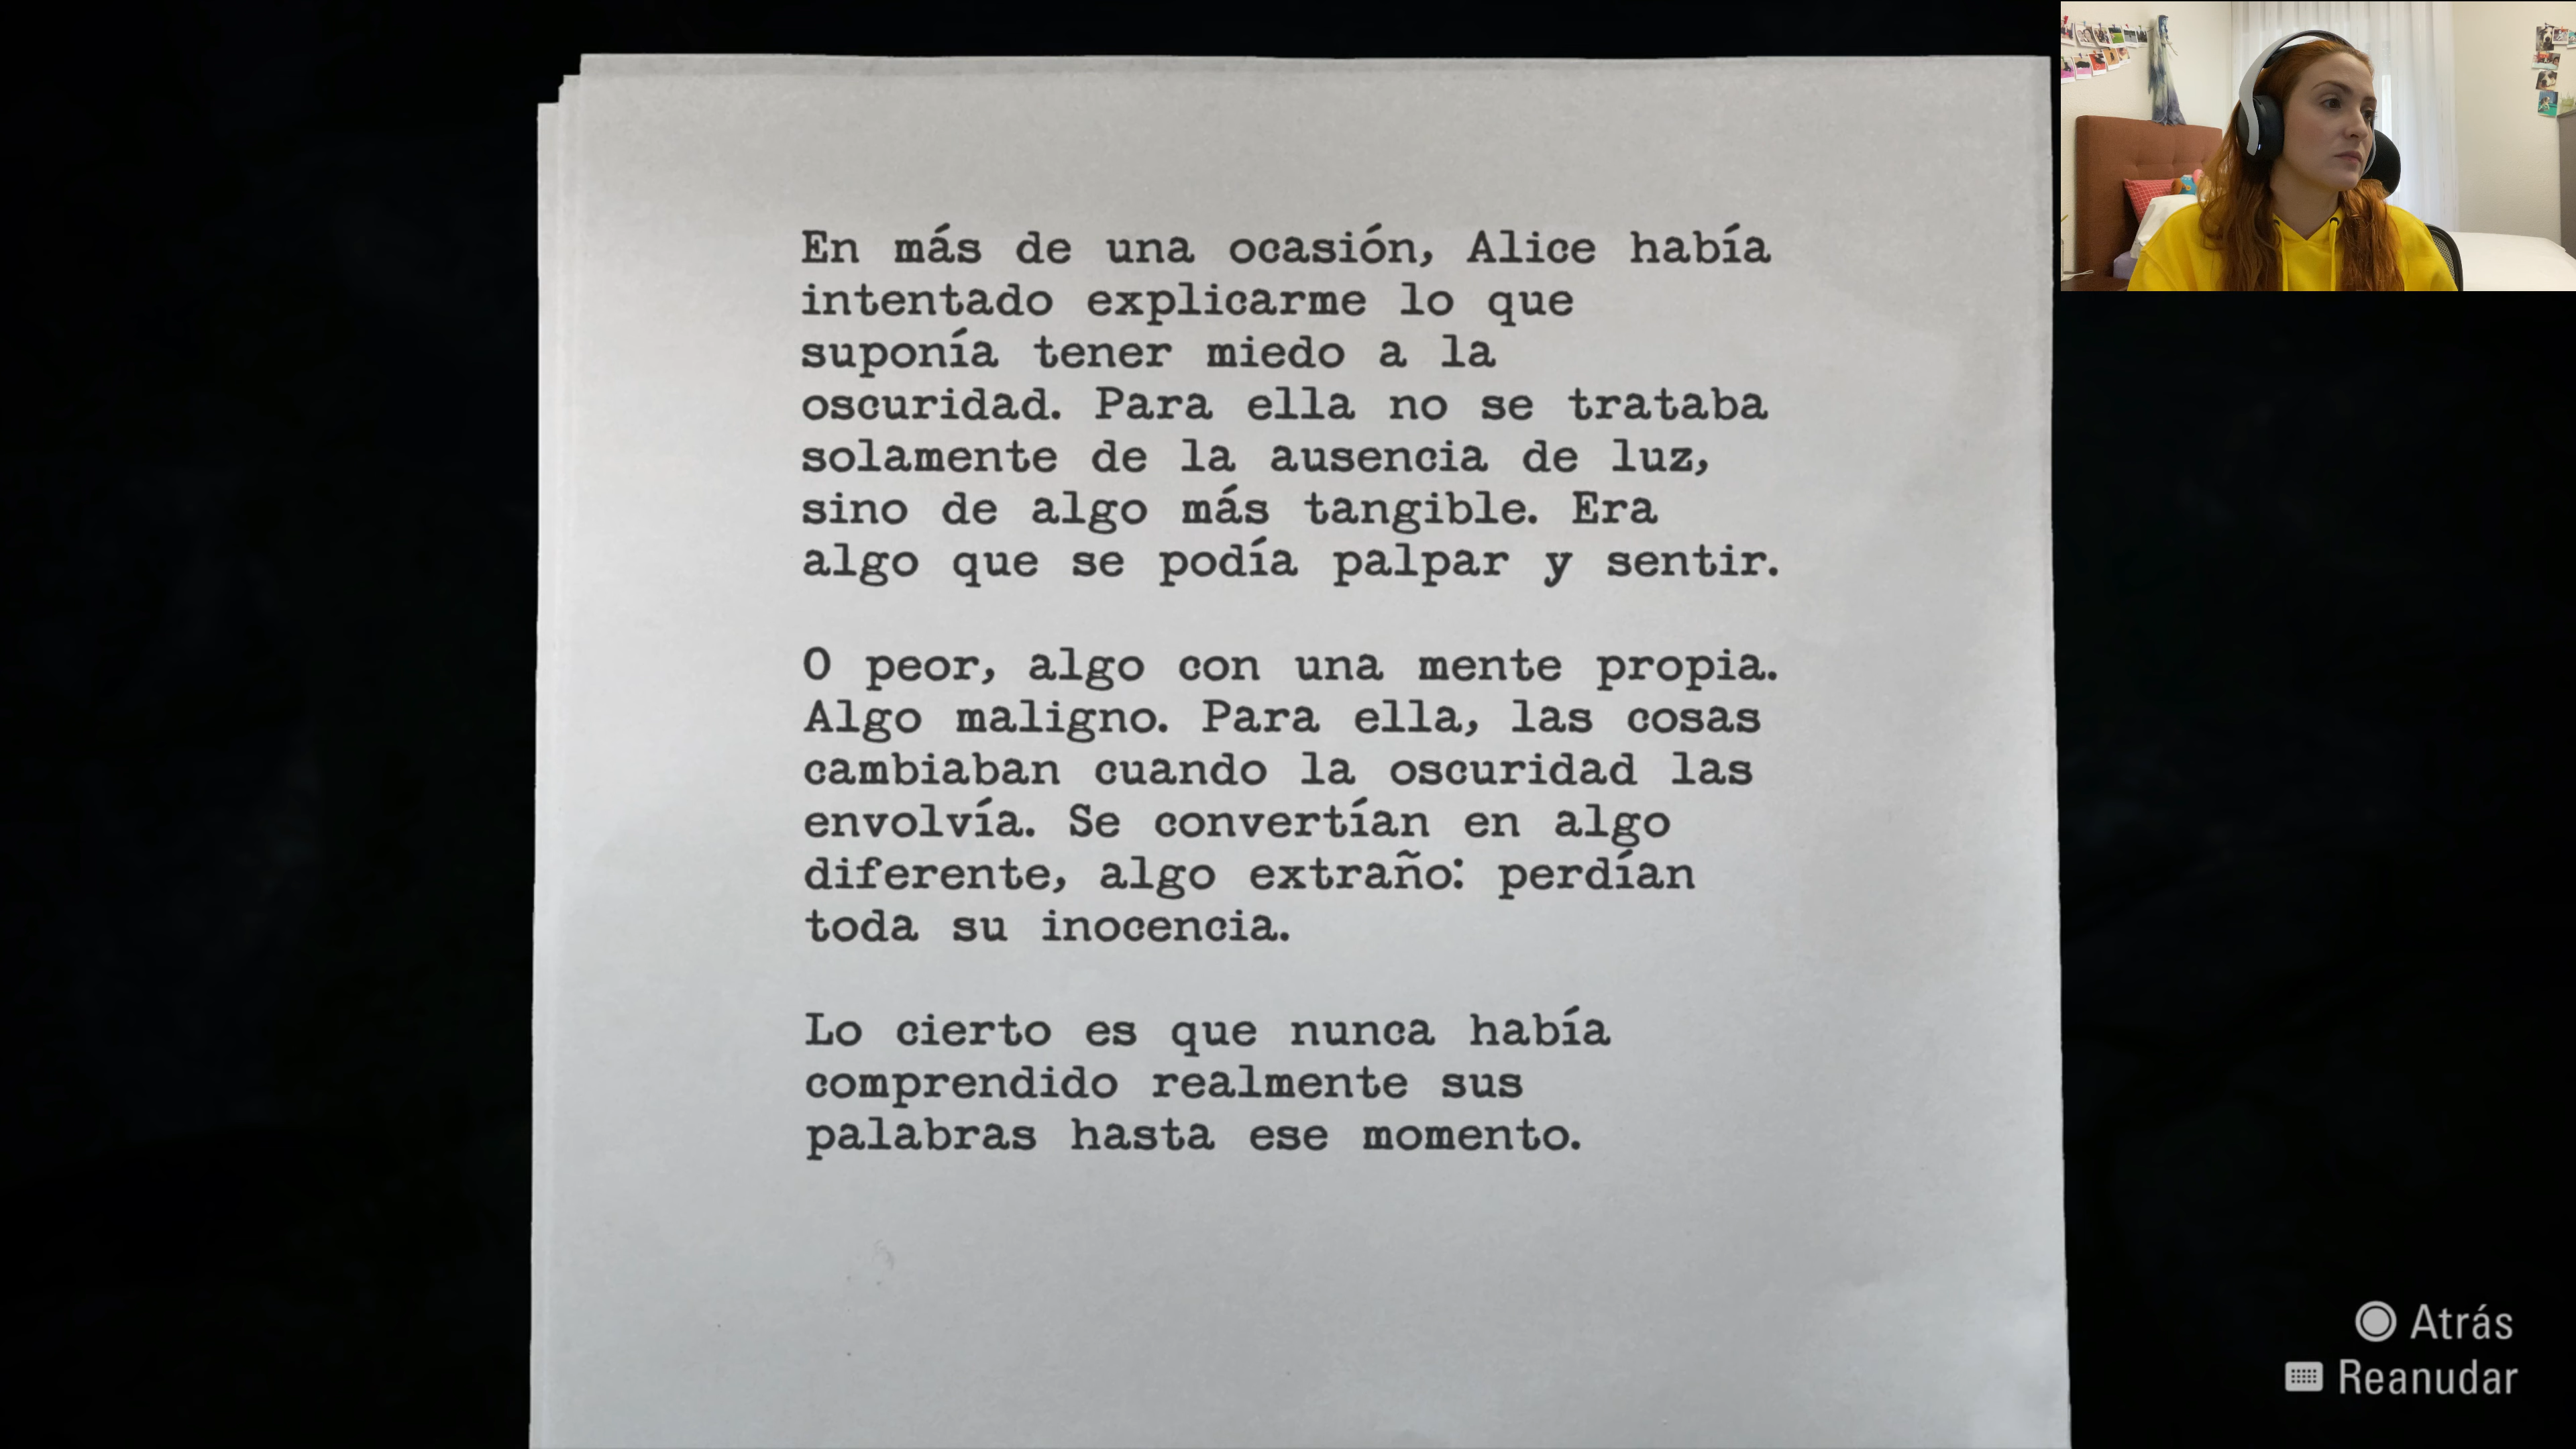 En más de una ocasión, Alice había
intentado explicarme lo que
suponía tener miedo a la
oscuridad. Para ella no se trataba
solamente de la ausencia de luz,
sino de algo más tangible. Era
algo que se podía palpar y sentir.
O peor, algo con una mente propia.
Algo maligno. Para ella, las cosas
cambiaban cuando la oscuridad las
envolvía. Se convertían en algo
diferente, algo extraño: perdían
toda su inocencia.
Lo cierto es que nunca había
comprendido realmente sus
palabras hasta ese momento.
Atrás
Reanudar